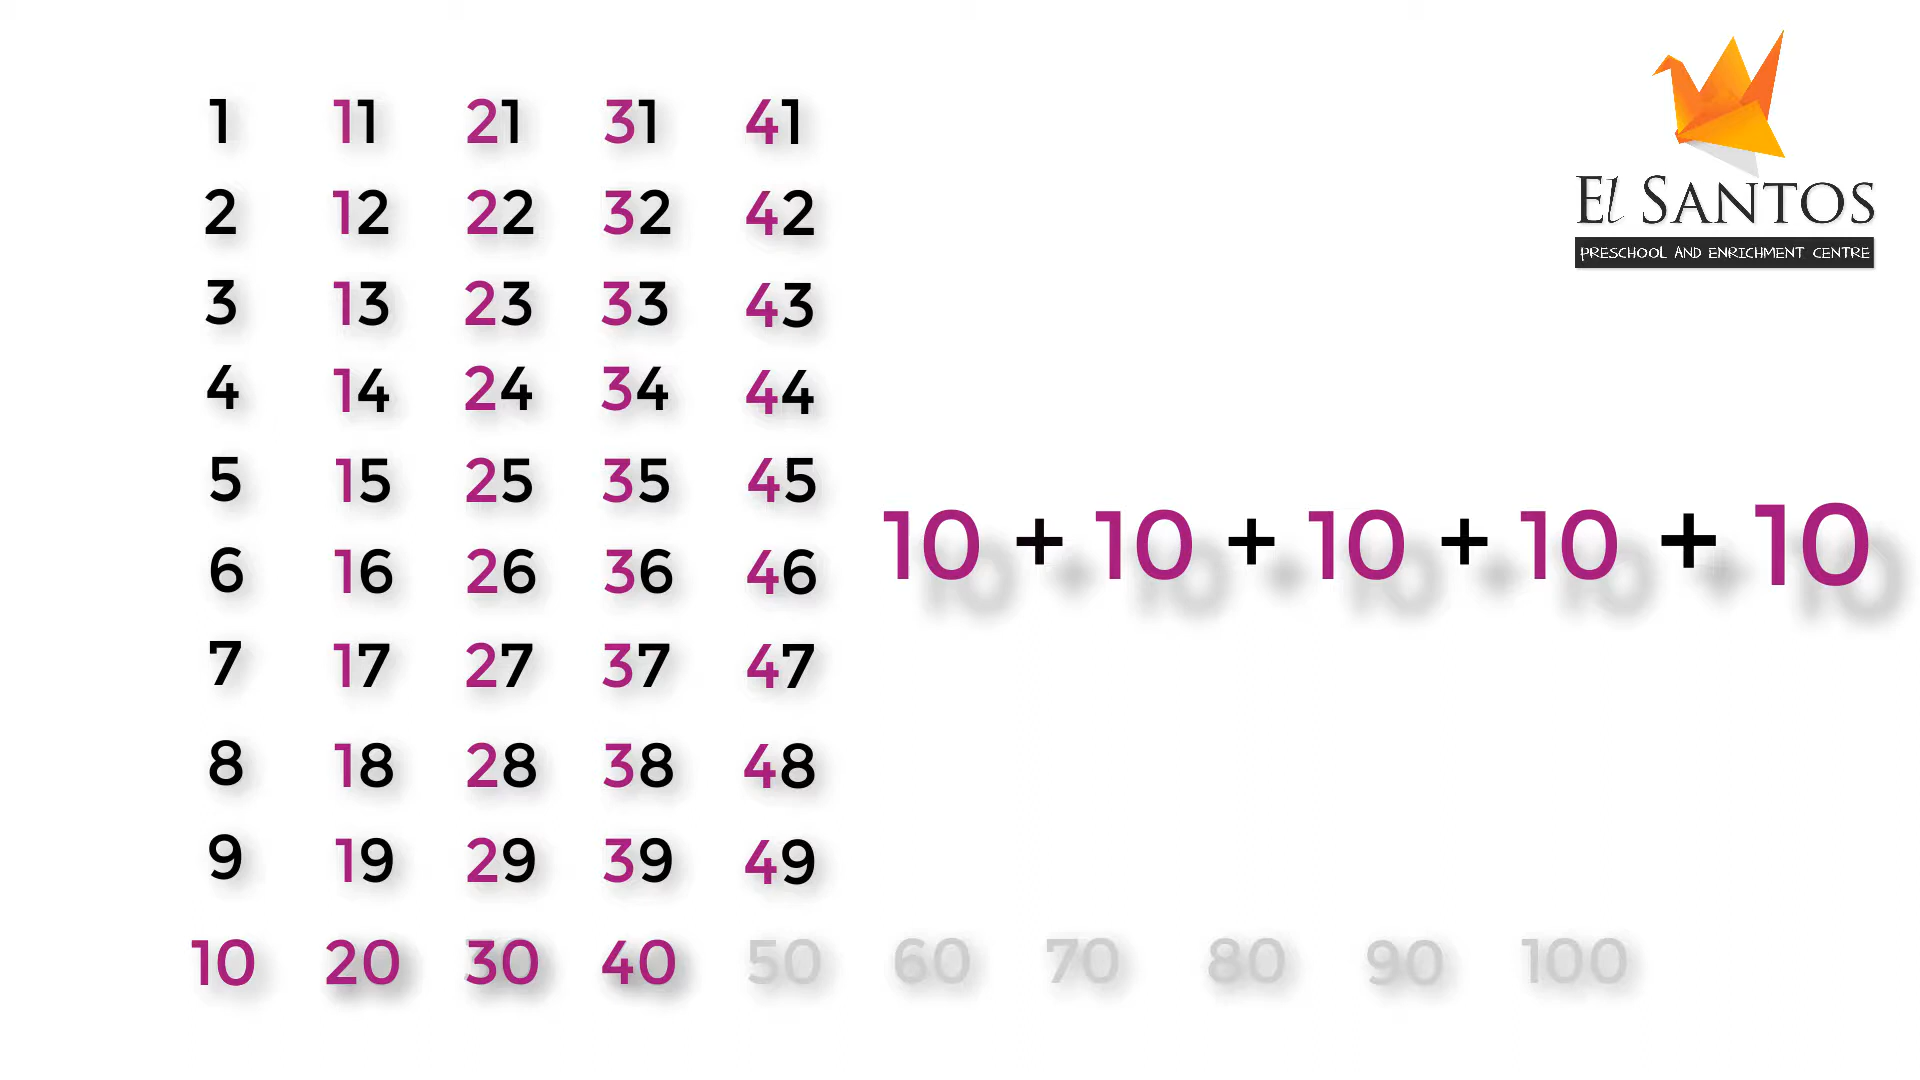 1 11 21 31 41
2 12 22 32 42
3 13 23 33 43
4 14 24 34 44
5 15 25 35 45
6 16 26 36 46
7 17 27 37 47
8 18 28 38 48
9 19 29 39 49
10 20 30 40 50 60 70 80 90 100
10 + 10 + 10 + 10 + 10
EL SANTOS
PRESCHOOL AND ENRICHMENT CENTRE